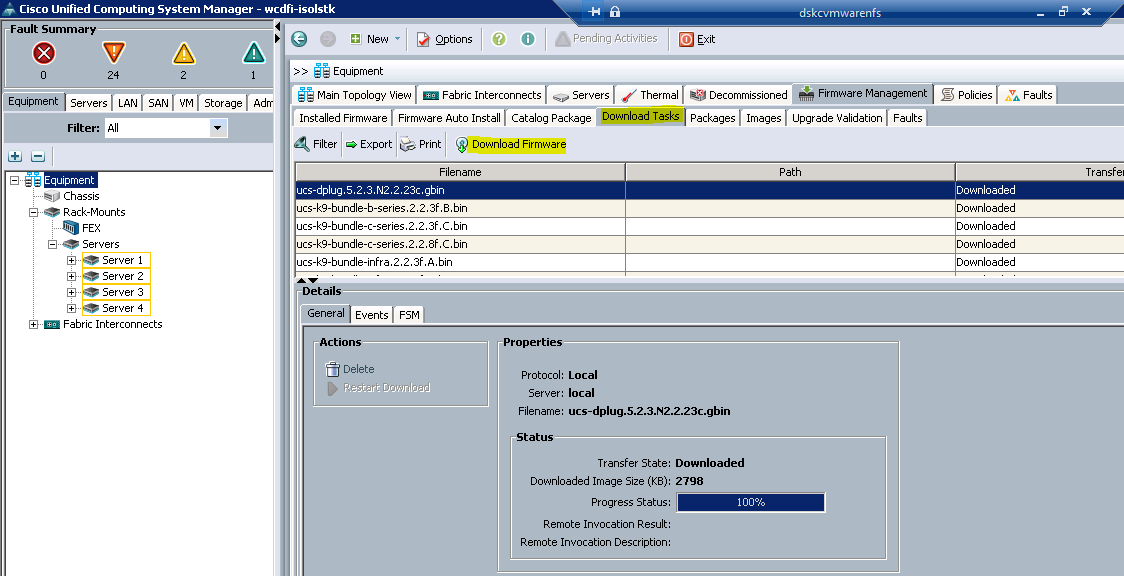 Cisco Unified Computing System Manager - wcdfi-isolstk
dskcvmwarenfs
Fault Summary
0 24 2 1
New Options Pending Activities Exit
>> Equipment
Equipment Servers LAN SAN VM Storage Adm
Main Topology View Fabric Interconnects Servers Thermal Decommissioned Firmware Management Policies Faults
Installed Firmware Firmware Auto Install Catalog Package Download Tasks Packages Images Upgrade Validation Faults
Filter: All
Filter Export Print Download Firmware
Equipment
Chassis
Rack-Mounts
FEX
Servers
Server 1
Server 2
Server 3
Server 4
Fabric Interconnects
Filename Path Transfer
ucs-dplug.5.2.3.N2.2.23c.gbin Downloaded
ucs-k9-bundle-b-series.2.2.3f.B.bin Downloaded
ucs-k9-bundle-c-series.2.2.3f.C.bin Downloaded
ucs-k9-bundle-c-series.2.2.8f.C.bin Downloaded
ucs-k9-bundle-infra.2.2.3f.A.bin Downloaded
Details
General Events FSM
Actions
Delete
Restart Download
Properties
Protocol: Local
Server: local
Filename: ucs-dplug.5.2.3.N2.2.23c.gbin
Status
Transfer State: Downloaded
Downloaded Image Size (KB): 2798
Progress Status: 100%
Remote Invocation Result:
Remote Invocation Description: